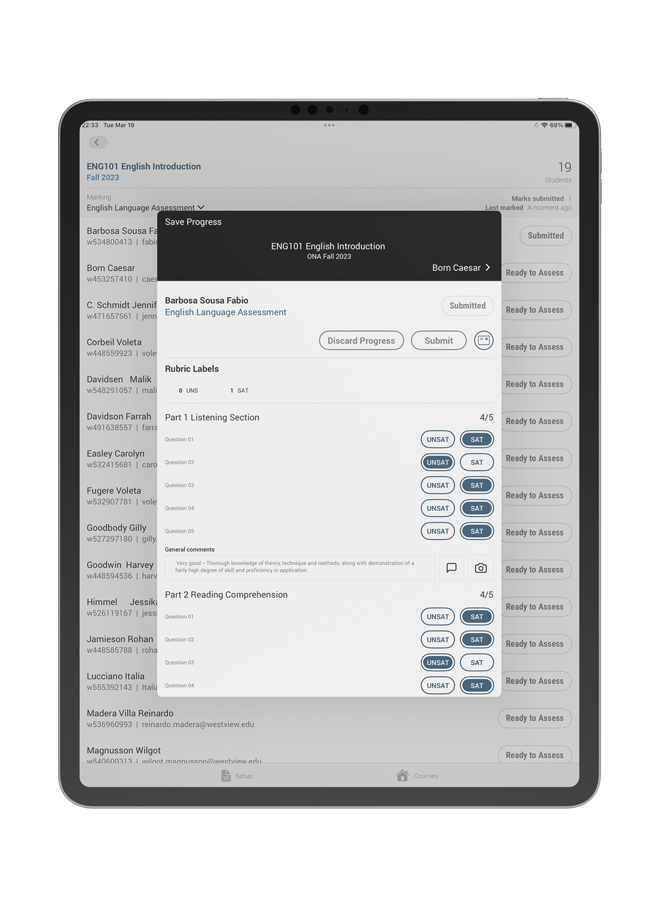 22:33 Tue Mar 19
68%
ENG101 English Introduction
Fall 2023
19
Students
Marking
English Language Assessment
Marks submitted 1
Last marked A moment ago
Barbosa Sousa Fa
w534800413 | fabi
Submitted
Born Caesar
w453257410 | cae
Ready to Assess
C. Schmidt Jennif
w471657561 | jenn
Ready to Assess
Corbeil Voleta
w448559923 | vole
Ready to Assess
Davidsen Malik
w548291057 | mali
Ready to Assess
Davidson Farrah
w491638557 | farra
Ready to Assess
Easley Carolyn
w532415681 | caro
Ready to Assess
Fugere Voleta
w532907781 | vole
Ready to Assess
Goodbody Gilly
w527297180 | gilly.
Ready to Assess
Goodwin Harvey
w448594536 | harv
Ready to Assess
Himmel Jessika
w526119167 | jess
Ready to Assess
Jamieson Rohan
w448585788 | roha
Ready to Assess
Lucciano Italia
w555392143 | Italia
Ready to Assess
Madera Villa Reinardo
w536960993 | reinardo.madera@westview.edu
Ready to Assess
Magnusson Wilgot
w540600313 | wilgot.magnusson@westview.edu
Ready to Assess
Setup
Courses
Save Progress
ENG101 English Introduction
ONA Fall 2023
Born Caesar
Barbosa Sousa Fabio
English Language Assessment
Submitted
Discard Progress
Submit
Rubric Labels
0 UNS 1 SAT
Part 1 Listening Section 4/5
Question 01 UNSAT SAT
Question 02 UNSAT SAT
Question 03 UNSAT SAT
Question 04 UNSAT SAT
Question 05 UNSAT SAT
General comments
Very good – Thorough knowledge of theory, technique and methods, along with demonstration of a
fairly high degree of skill and proficiency in application.
Part 2 Reading Comprehension 4/5
Question 01 UNSAT SAT
Question 02 UNSAT SAT
Question 03 UNSAT SAT
Question 04 UNSAT SAT